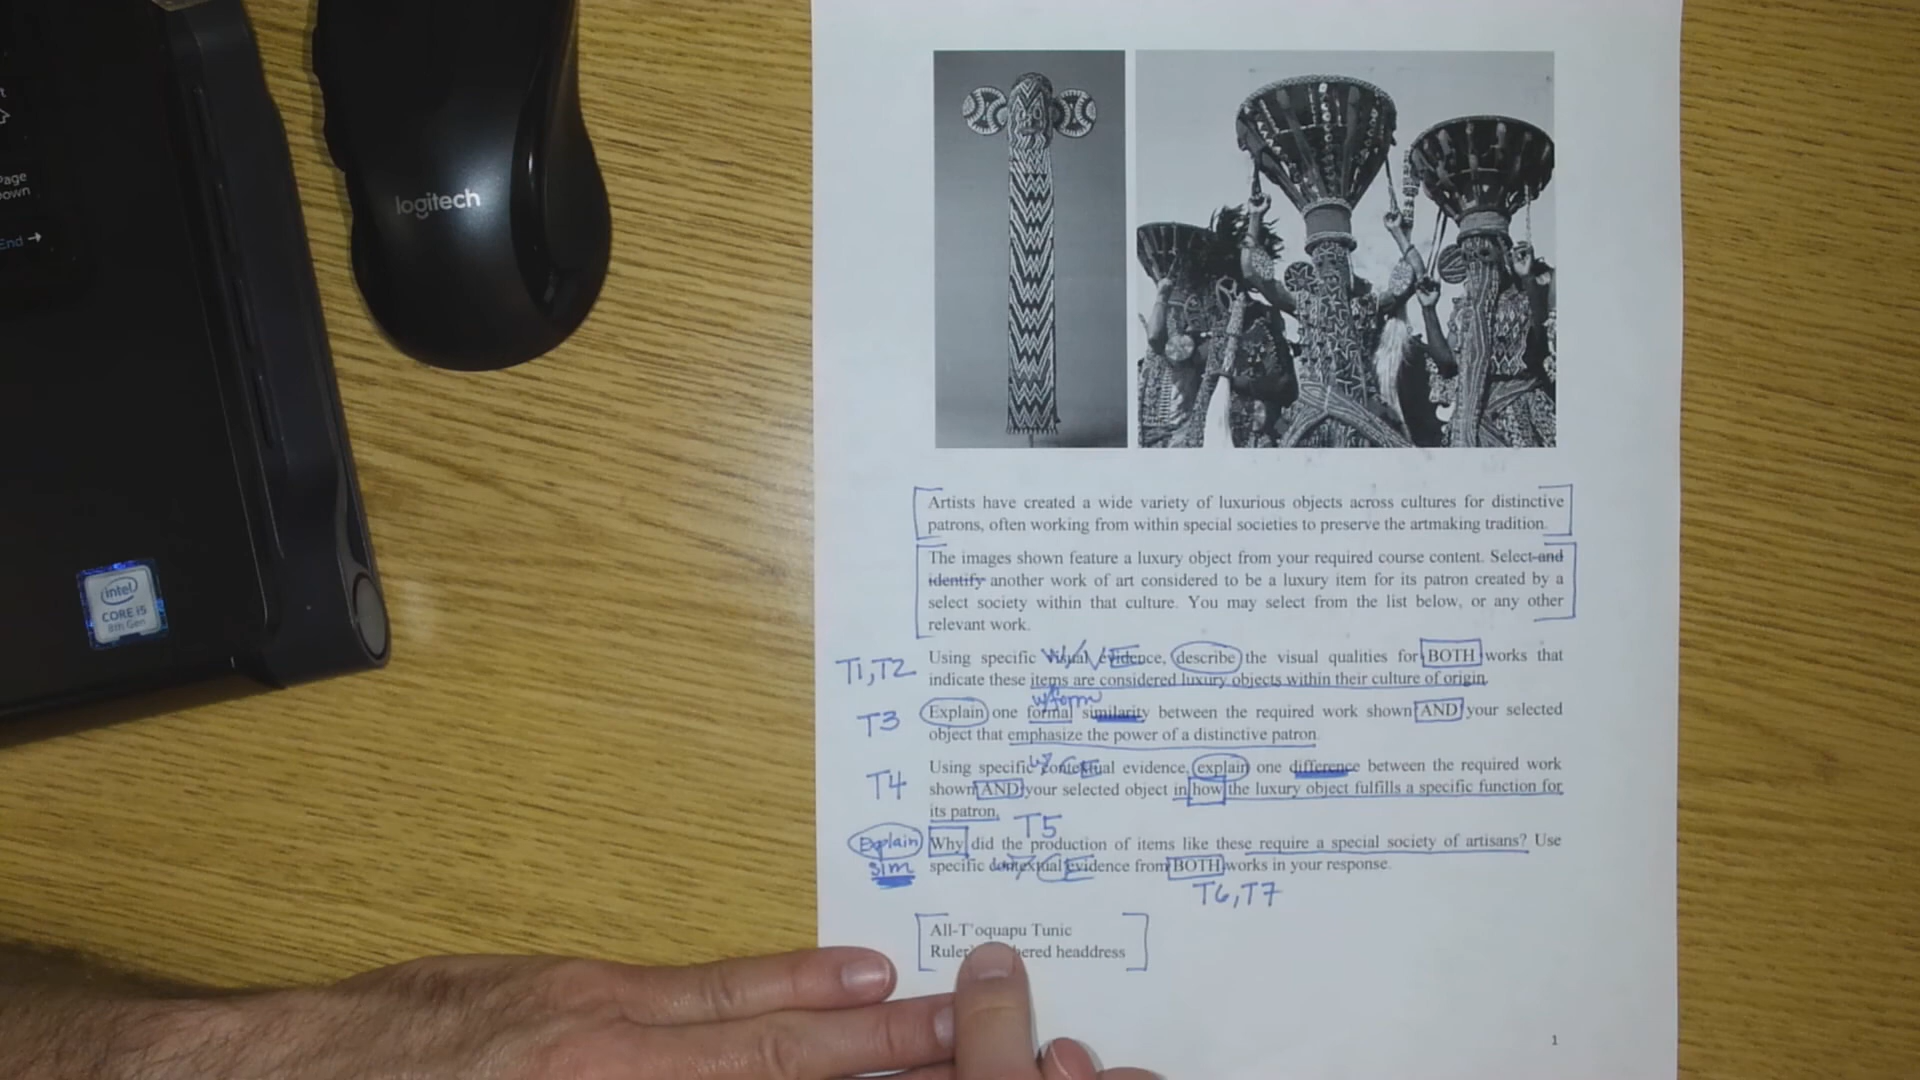 t
Page
own
End →
logitech
intel
CORE i5
8th Gen
Artists have created a wide variety of luxurious objects across cultures for distinctive
patrons, often working from within special societies to preserve the artmaking tradition.
The images shown feature a luxury object from your required course content. Select and
identify another work of art considered to be a luxury item for its patron created by a
select society within that culture. You may select from the list below, or any other
relevant work.
T1, T2
Using specific visual evidence, describe the visual qualities for BOTH works that
W/VE
indicate these items are considered luxury objects within their culture of origin.
w/form
T3
Explain one formal similarity between the required work shown AND your selected
object that emphasize the power of a distinctive patron.
w/ CE
T4
Using specific contextual evidence, explain one difference between the required work
shown AND your selected object in how the luxury object fulfills a specific function for
its patron.
T5
Explain
Why did the production of items like these require a special society of artisans? Use
sim
specific contextual evidence from BOTH works in your response.
T6, T7
All-T'oquapu Tunic
headdress
1